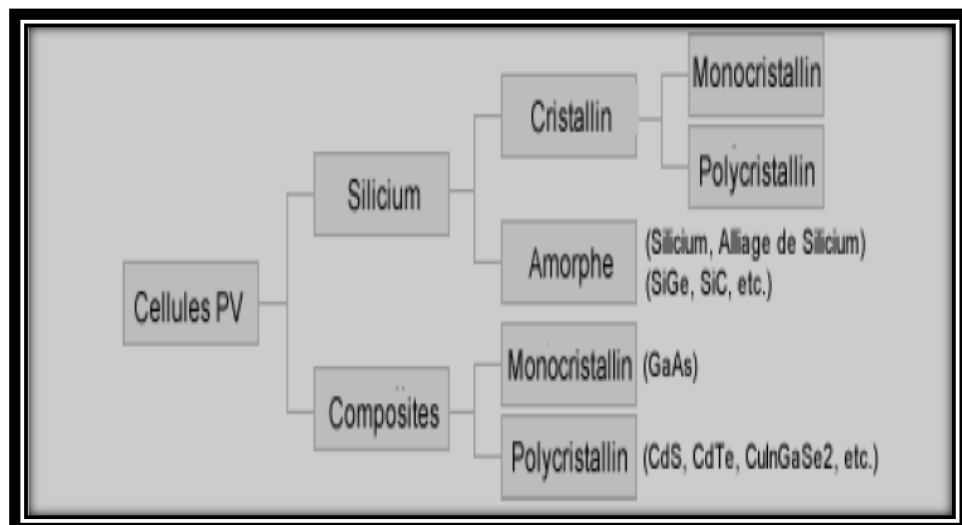 Monocristallin
Cristallin
Polycristallin
Silicium
Amorphe
(Silicium, Alliage de Silicium)
(SiGe, SiC, etc.)
Cellules PV
Monocristallin
(GaAs)
Composites
Polycristallin
(CdS, CdTe, CuInGaSe2, etc.)